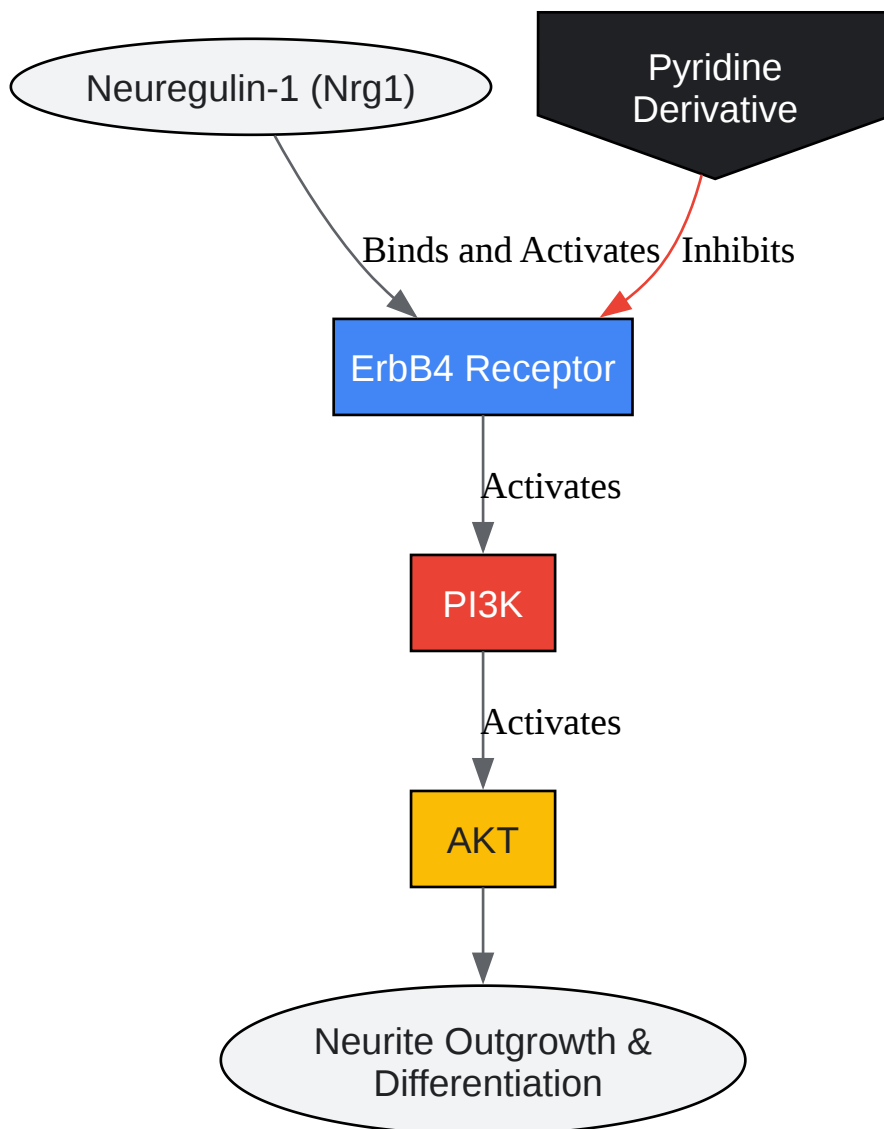 Neuregulin-1 (Nrg1)
Pyridine
Derivative
Binds and Activates
Inhibits
ErbB4 Receptor
Activates
PI3K
Activates
AKT
Neurite Outgrowth &
Differentiation